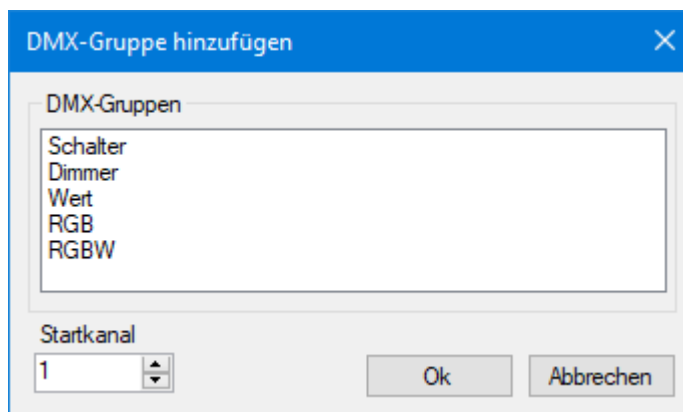 DMX-Gruppe hinzufügen
DMX-Gruppen
Schalter
Dimmer
Wert
RGB
RGBW
Startkanal
1
Ok
Abbrechen